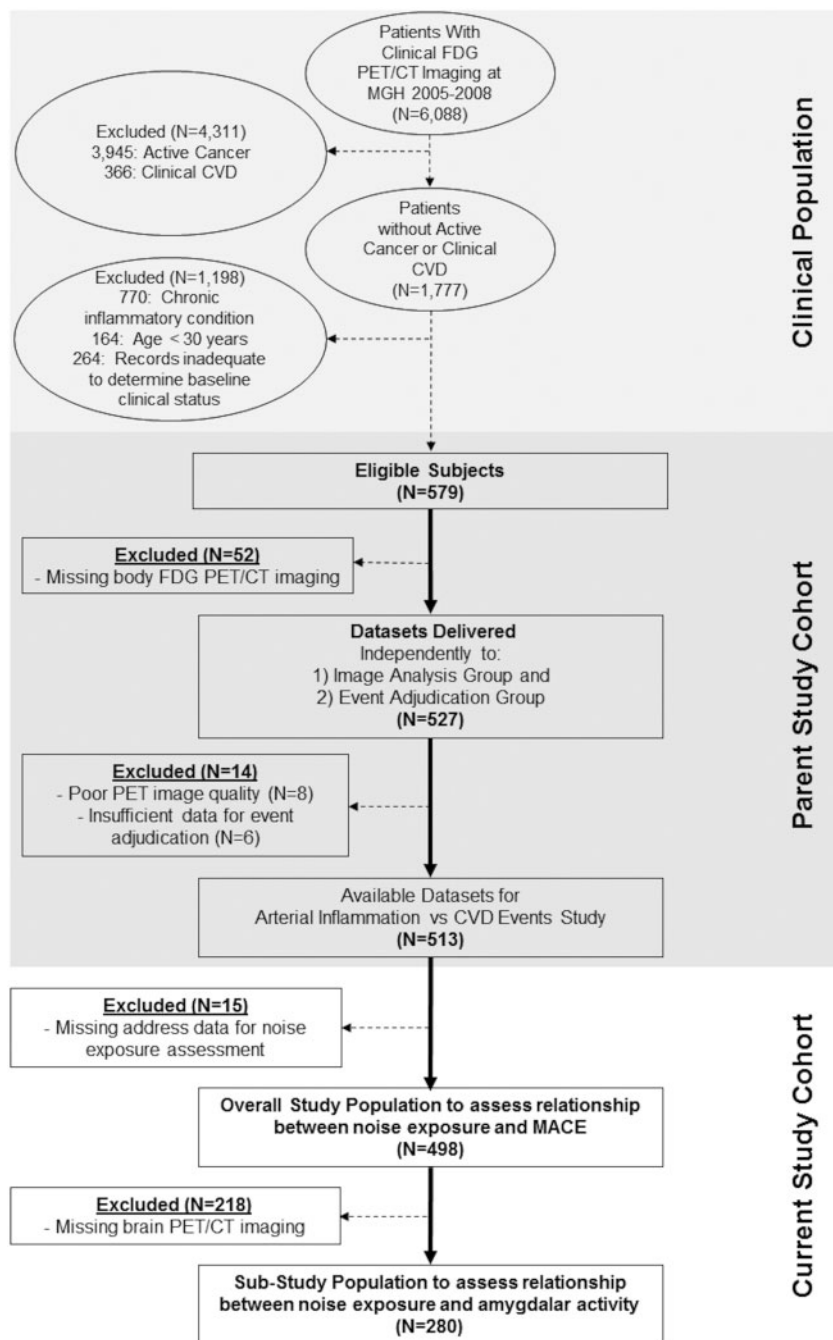 Patients With
Clinical FDG
PET/CT Imaging at
MGH 2005-2008
(N=6,088)
Excluded (N=4,311)
3,945: Active Cancer
366: Clinical CVD
Patients
without Active
Cancer or Clinical
CVD
(N=1,777)
Excluded (N=1,198)
770: Chronic
inflammatory condition
164: Age < 30 years
264: Records inadequate
to determine baseline
clinical status
Clinical Population
Eligible Subjects
(N=579)
Excluded (N=52)
- Missing body FDG PET/CT imaging
Datasets Delivered
Independently to:
1) Image Analysis Group and
2) Event Adjudication Group
(N=527)
Excluded (N=14)
- Poor PET image quality (N=8)
- Insufficient data for event
adjudication (N=6)
Available Datasets for
Arterial Inflammation vs CVD Events Study
(N=513)
Parent Study Cohort
Excluded (N=15)
- Missing address data for noise
exposure assessment
Overall Study Population to assess relationship
between noise exposure and MACE
(N=498)
Excluded (N=218)
- Missing brain PET/CT imaging
Sub-Study Population to assess relationship
between noise exposure and amygdalar activity
(N=280)
Current Study Cohort